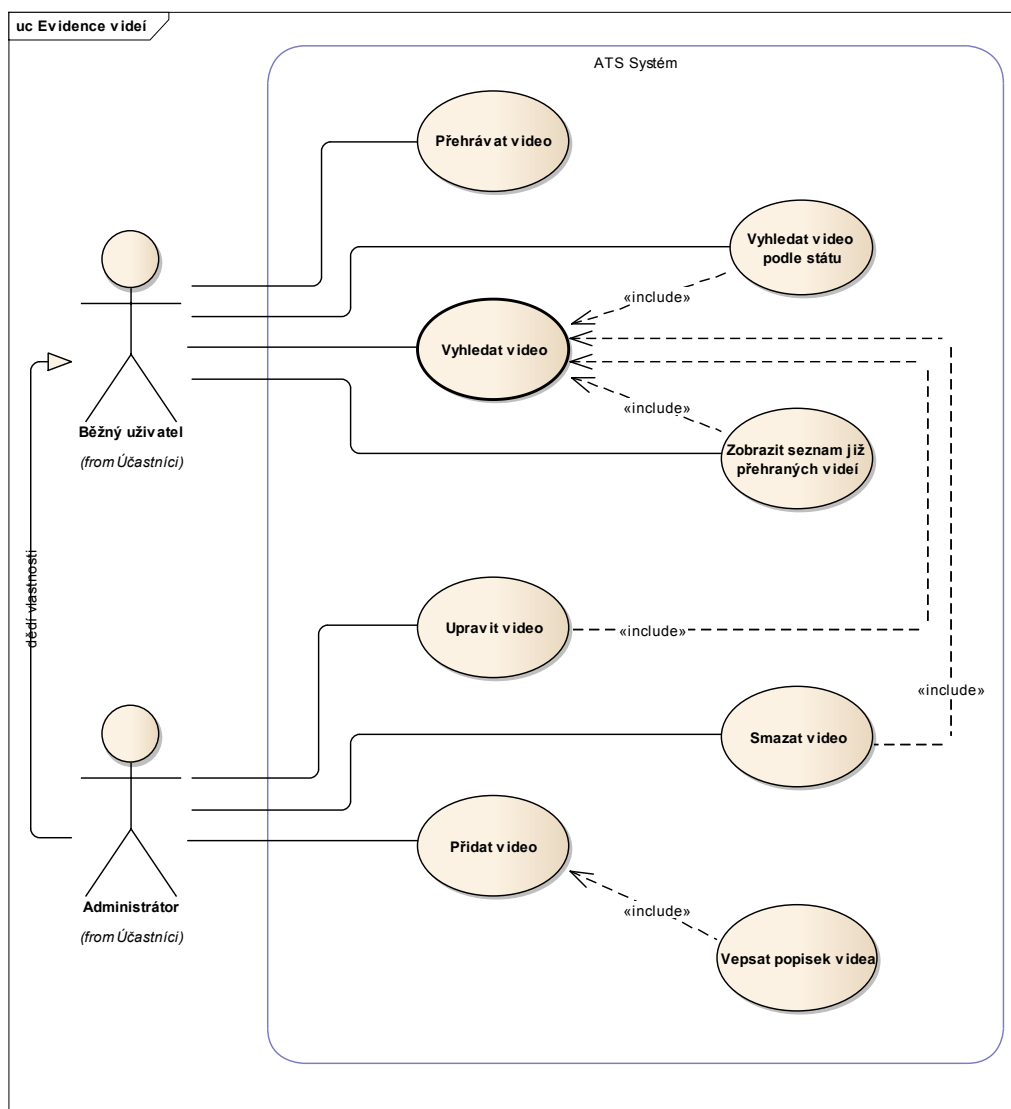 uc Evidence videí
ATS Systém
Přehrávat video
Vyhledat video
podle státu
«include»
Vyhledat video
«include»
Běžný uživatel
(from Účastníci)
Zobrazit seznam již
přehraných videí
dědí vlastnosti
Upravit video
«include»
«include»
Smazat video
Přidat video
Administrátor
(from Účastníci)
«include»
Vepsat popisek videa